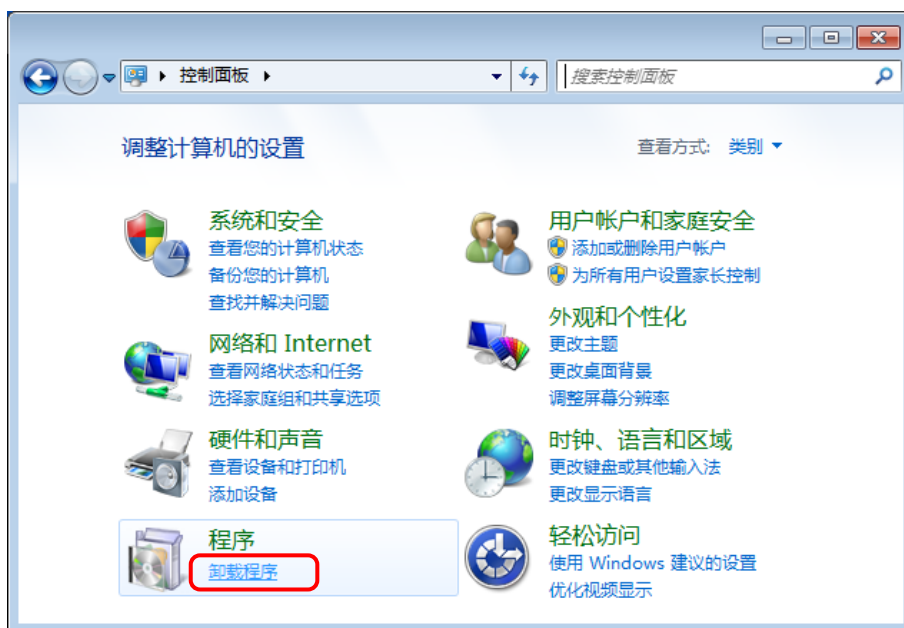 控制面板
搜索控制面板
调整计算机的设置
查看方式: 类别
系统和安全
查看您的计算机状态
备份您的计算机
查找并解决问题
网络和 Internet
查看网络状态和任务
选择家庭组和共享选项
硬件和声音
查看设备和打印机
添加设备
程序
卸载程序
用户帐户和家庭安全
添加或删除用户帐户
为所有用户设置家长控制
外观和个性化
更改主题
更改桌面背景
调整屏幕分辨率
时钟、语言和区域
更改键盘或其他输入法
更改显示语言
轻松访问
使用 Windows 建议的设置
优化视频显示